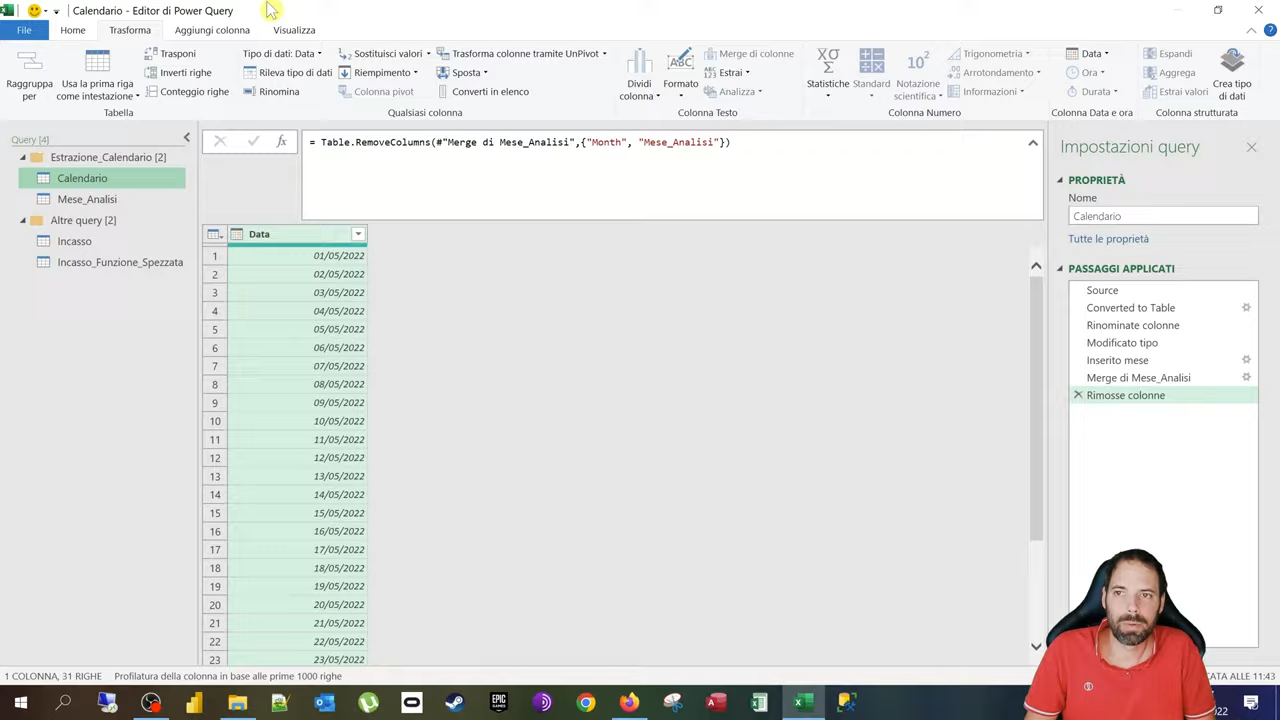 Calendario - Editor di Power Query
File Home Trasforma Aggiungi colonna Visualizza
Raggruppa per
Usa la prima riga come intestazione
Trasponi
Inverti righe
Conteggio righe
Tabella
Tipo di dati: Data
Rileva tipo di dati
Rinomina
Sostituisci valori
Riempimento
Colonna pivot
Trasforma colonne tramite UnPivot
Sposta
Converti in elenco
Qualsiasi colonna
Dividi colonna
Formato
Merge di colonne
Estrai
Analizza
Colonna Testo
Statistiche
Standard
Notazione scientifica
Trigonometria
Arrotondamento
Informazioni
Colonna Numero
Data
Ora
Durata
Colonna Data e ora
Espandi
Aggrega
Estrai valori
Crea tipo di dati
Colonna strutturata
Query [4]
Estrazione_Calendario [2]
Calendario
Mese_Analisi
Altre query [2]
Incasso
Incasso_Funzione_Spezzata
= Table.RemoveColumns(#"Merge di Mese_Analisi",{"Month", "Mese_Analisi"})
Data
1 01/05/2022
2 02/05/2022
3 03/05/2022
4 04/05/2022
5 05/05/2022
6 06/05/2022
7 07/05/2022
8 08/05/2022
9 09/05/2022
10 10/05/2022
11 11/05/2022
12 12/05/2022
13 13/05/2022
14 14/05/2022
15 15/05/2022
16 16/05/2022
17 17/05/2022
18 18/05/2022
19 19/05/2022
20 20/05/2022
21 21/05/2022
22 22/05/2022
23 23/05/2022
Impostazioni query
PROPRIETÀ
Nome
Calendario
Tutte le proprietà
PASSAGGI APPLICATI
Source
Converted to Table
Rinominate colonne
Modificato tipo
Inserito mese
Merge di Mese_Analisi
Rimosse colonne
1 COLONNA, 31 RIGHE Profilatura della colonna in base alle prime 1000 righe
ALLE 11:43
EPIC GAMES